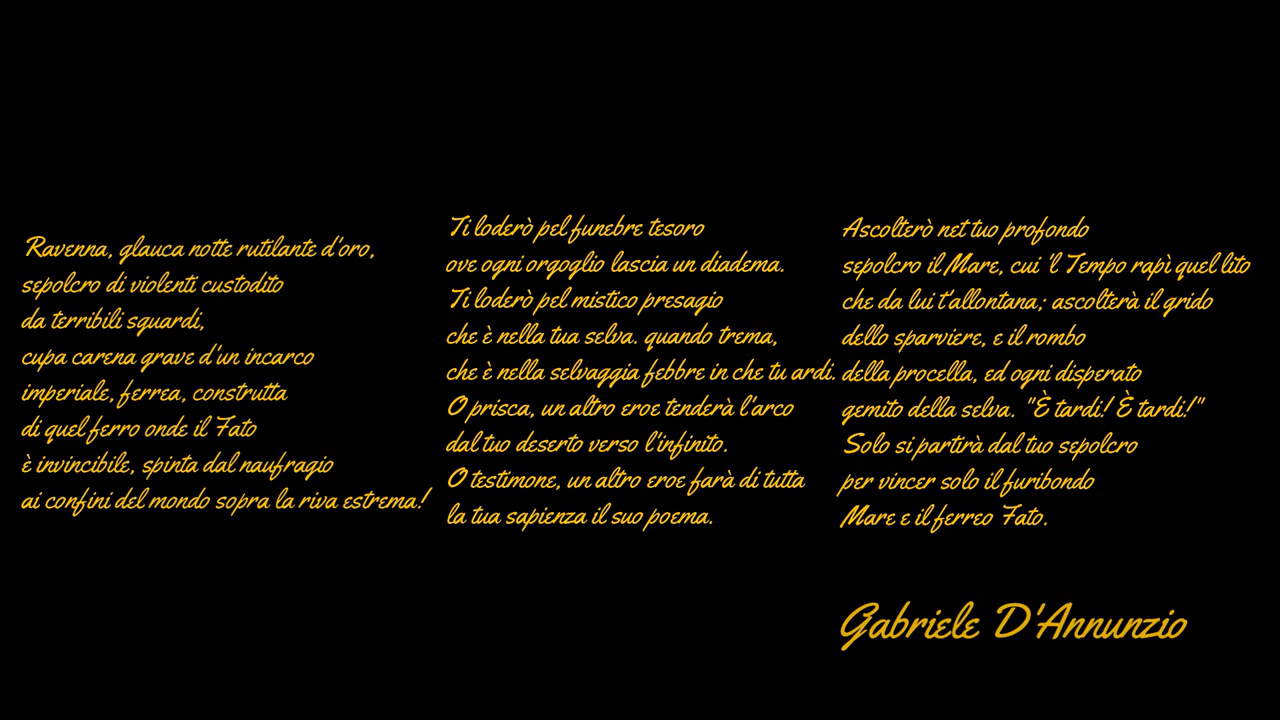 Ravenna, glauca notte rutilante d'oro,
sepolcro di violenti custodito
da terribili sguardi,
cupa carena grave d'un incarco
imperiale, ferrea, construtta
di quel ferro onde il Fato
è invincibile, spinta dal naufragio
ai confini del mondo sopra la riva estrema!
Ti loderò pel funebre tesoro
ove ogni orgoglio lascia un diadema.
Ti loderò pel mistico presagio
che è nella tua selva. quando trema,
che è nella selvaggia febbre in che tu ardi.
O prisca, un altro eroe tenderà l'arco
dal tuo deserto verso l'infinito.
O testimone, un altro eroe farà di tutta
la tua sapienza il suo poema.
Ascolterò net tuo profondo
sepolcro il Mare, cui 'l Tempo rapì quel lito
che da lui t'allontana; ascolterà il grido
dello sparviere, e il rombo
della procella, ed ogni disperato
gemito della selva. "È tardi! È tardi!"
Solo si partirà dal tuo sepolcro
per vincer solo il furibondo
Mare e il ferreo Fato.
Gabriele D'Annunzio